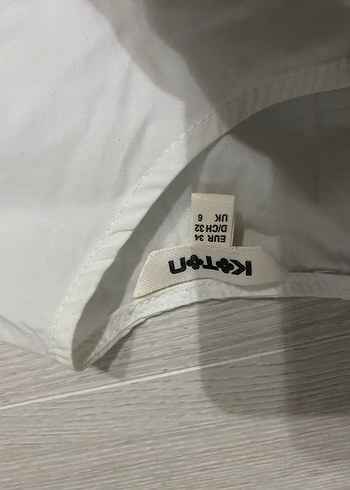 KOTON
EUR 34
D/CH 32
UK 6